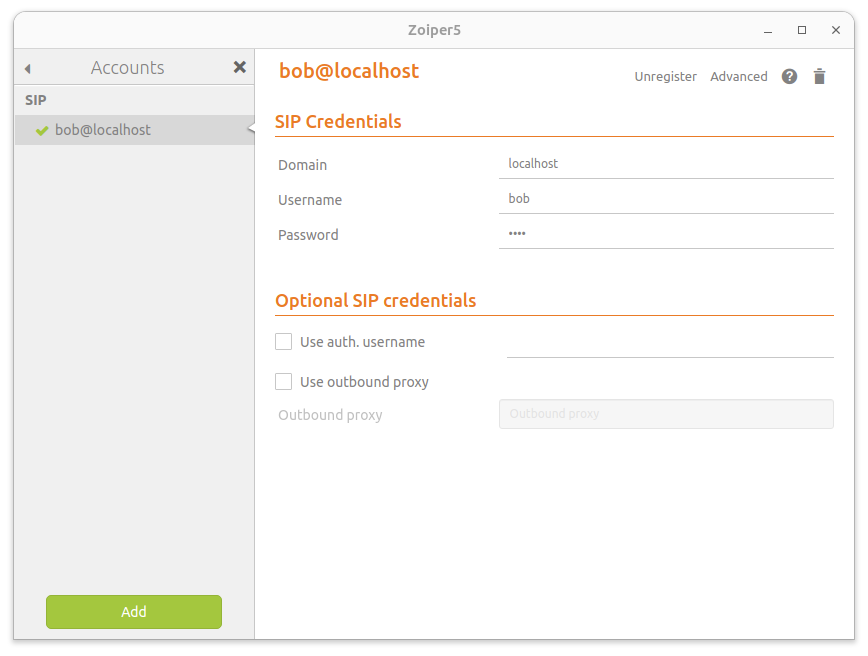 Zoiper5
Accounts
SIP
bob@localhost
Add
bob@localhost
Unregister Advanced ?
SIP Credentials
Domain localhost
Username bob
Password ••••
Optional SIP credentials
Use auth. username
Use outbound proxy
Outbound proxy Outbound proxy